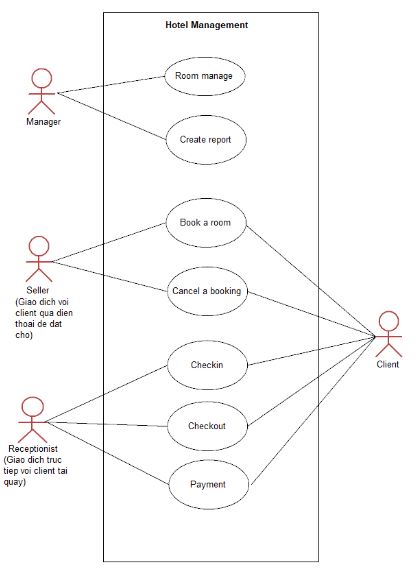 Hotel Management
Room manage
Manager
Create report
Book a room
Seller
(Giao dich voi
client qua dien
thoai de dat
cho)
Cancel a booking
Client
Checkin
Checkout
Receptionist
(Giao dich truc
tiep voi client tai
quay)
Payment